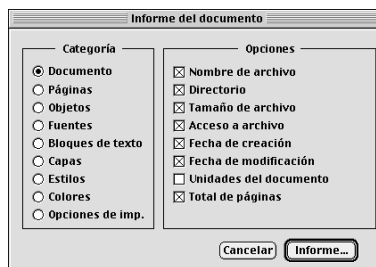 Informe del documento
Categoría
Documento
Páginas
Objetos
Fuentes
Bloques de texto
Capas
Estilos
Colores
Opciones de imp.
Opciones
Nombre de archivo
Directorio
Tamaño de archivo
Acceso a archivo
Fecha de creación
Fecha de modificación
Unidades del documento
Total de páginas
Cancelar
Informe...